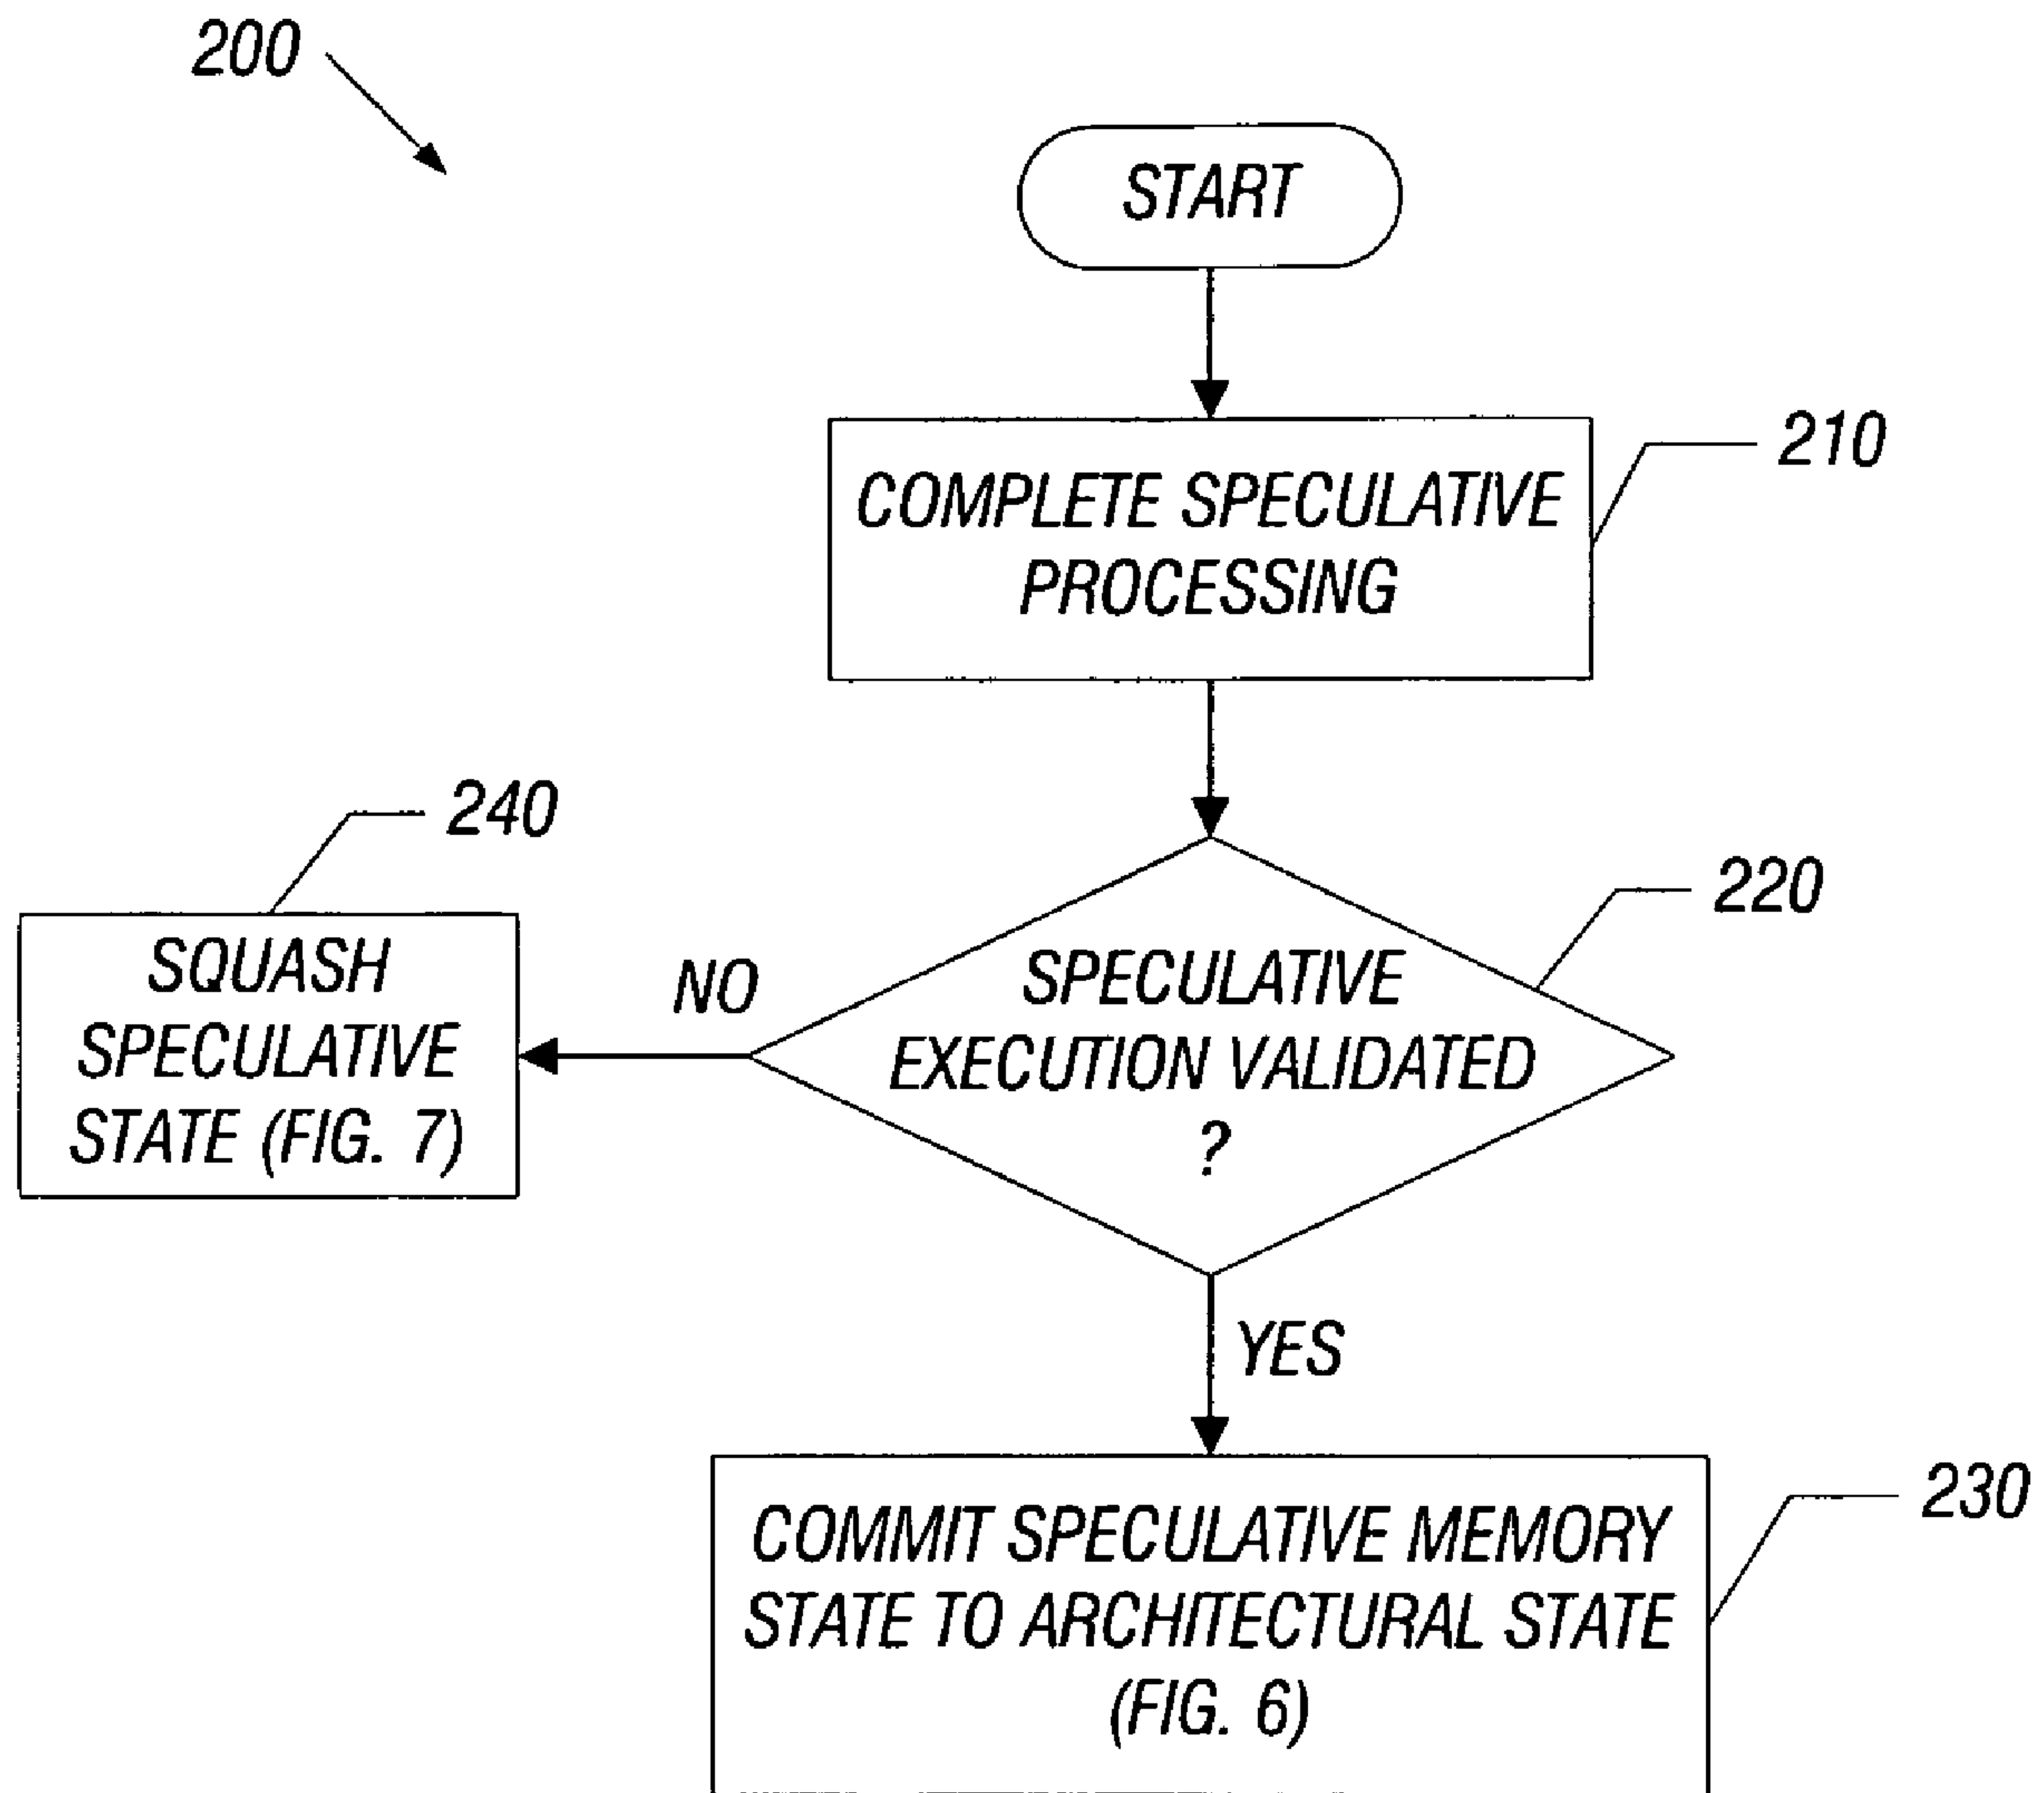 200
START
210
COMPLETE SPECULATIVE
PROCESSING
240
220
SQUASH
SPECULATIVE
STATE (FIG. 7)
NO
SPECULATIVE
EXECUTION VALIDATED
?
YES
230
COMMIT SPECULATIVE MEMORY
STATE TO ARCHITECTURAL STATE
(FIG. 6)